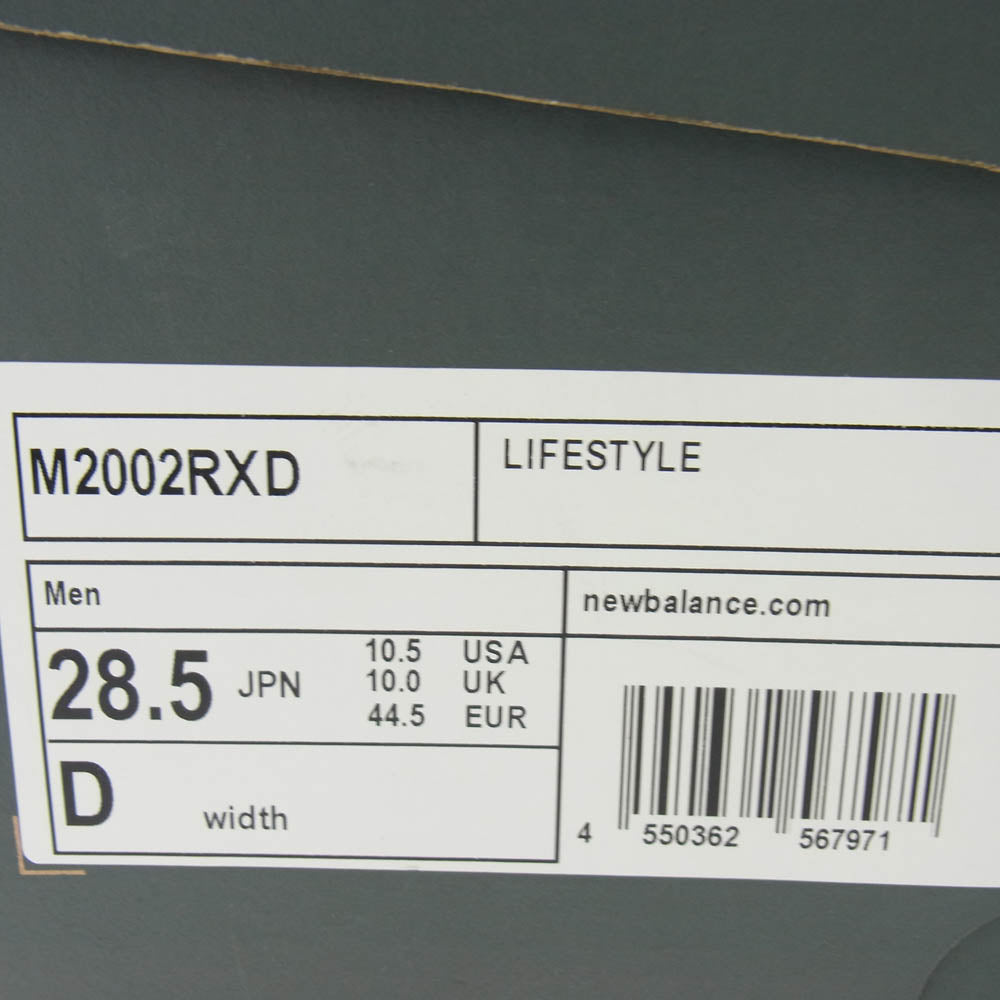 M2002RXD
LIFESTYLE
Men
newbalance.com
28.5 JPN
10.5 USA
10.0 UK
44.5 EUR
D width
4 550362 567971